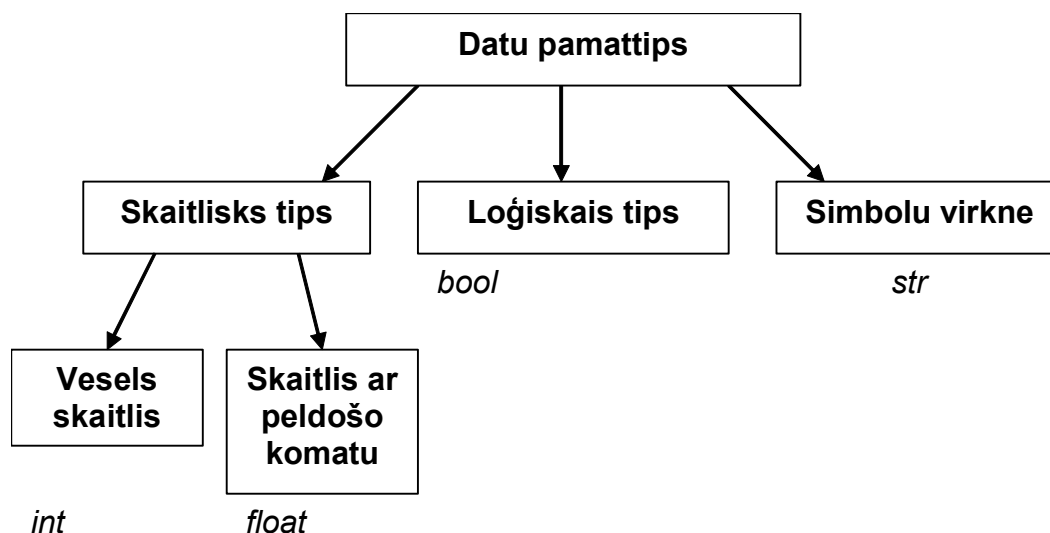 Datu pamattips
Skaitlisks tips
Loģiskais tips
Simbolu virkne
bool
str
Vesels
skaitlis
Skaitlis ar
peldošo
komatu
int
float